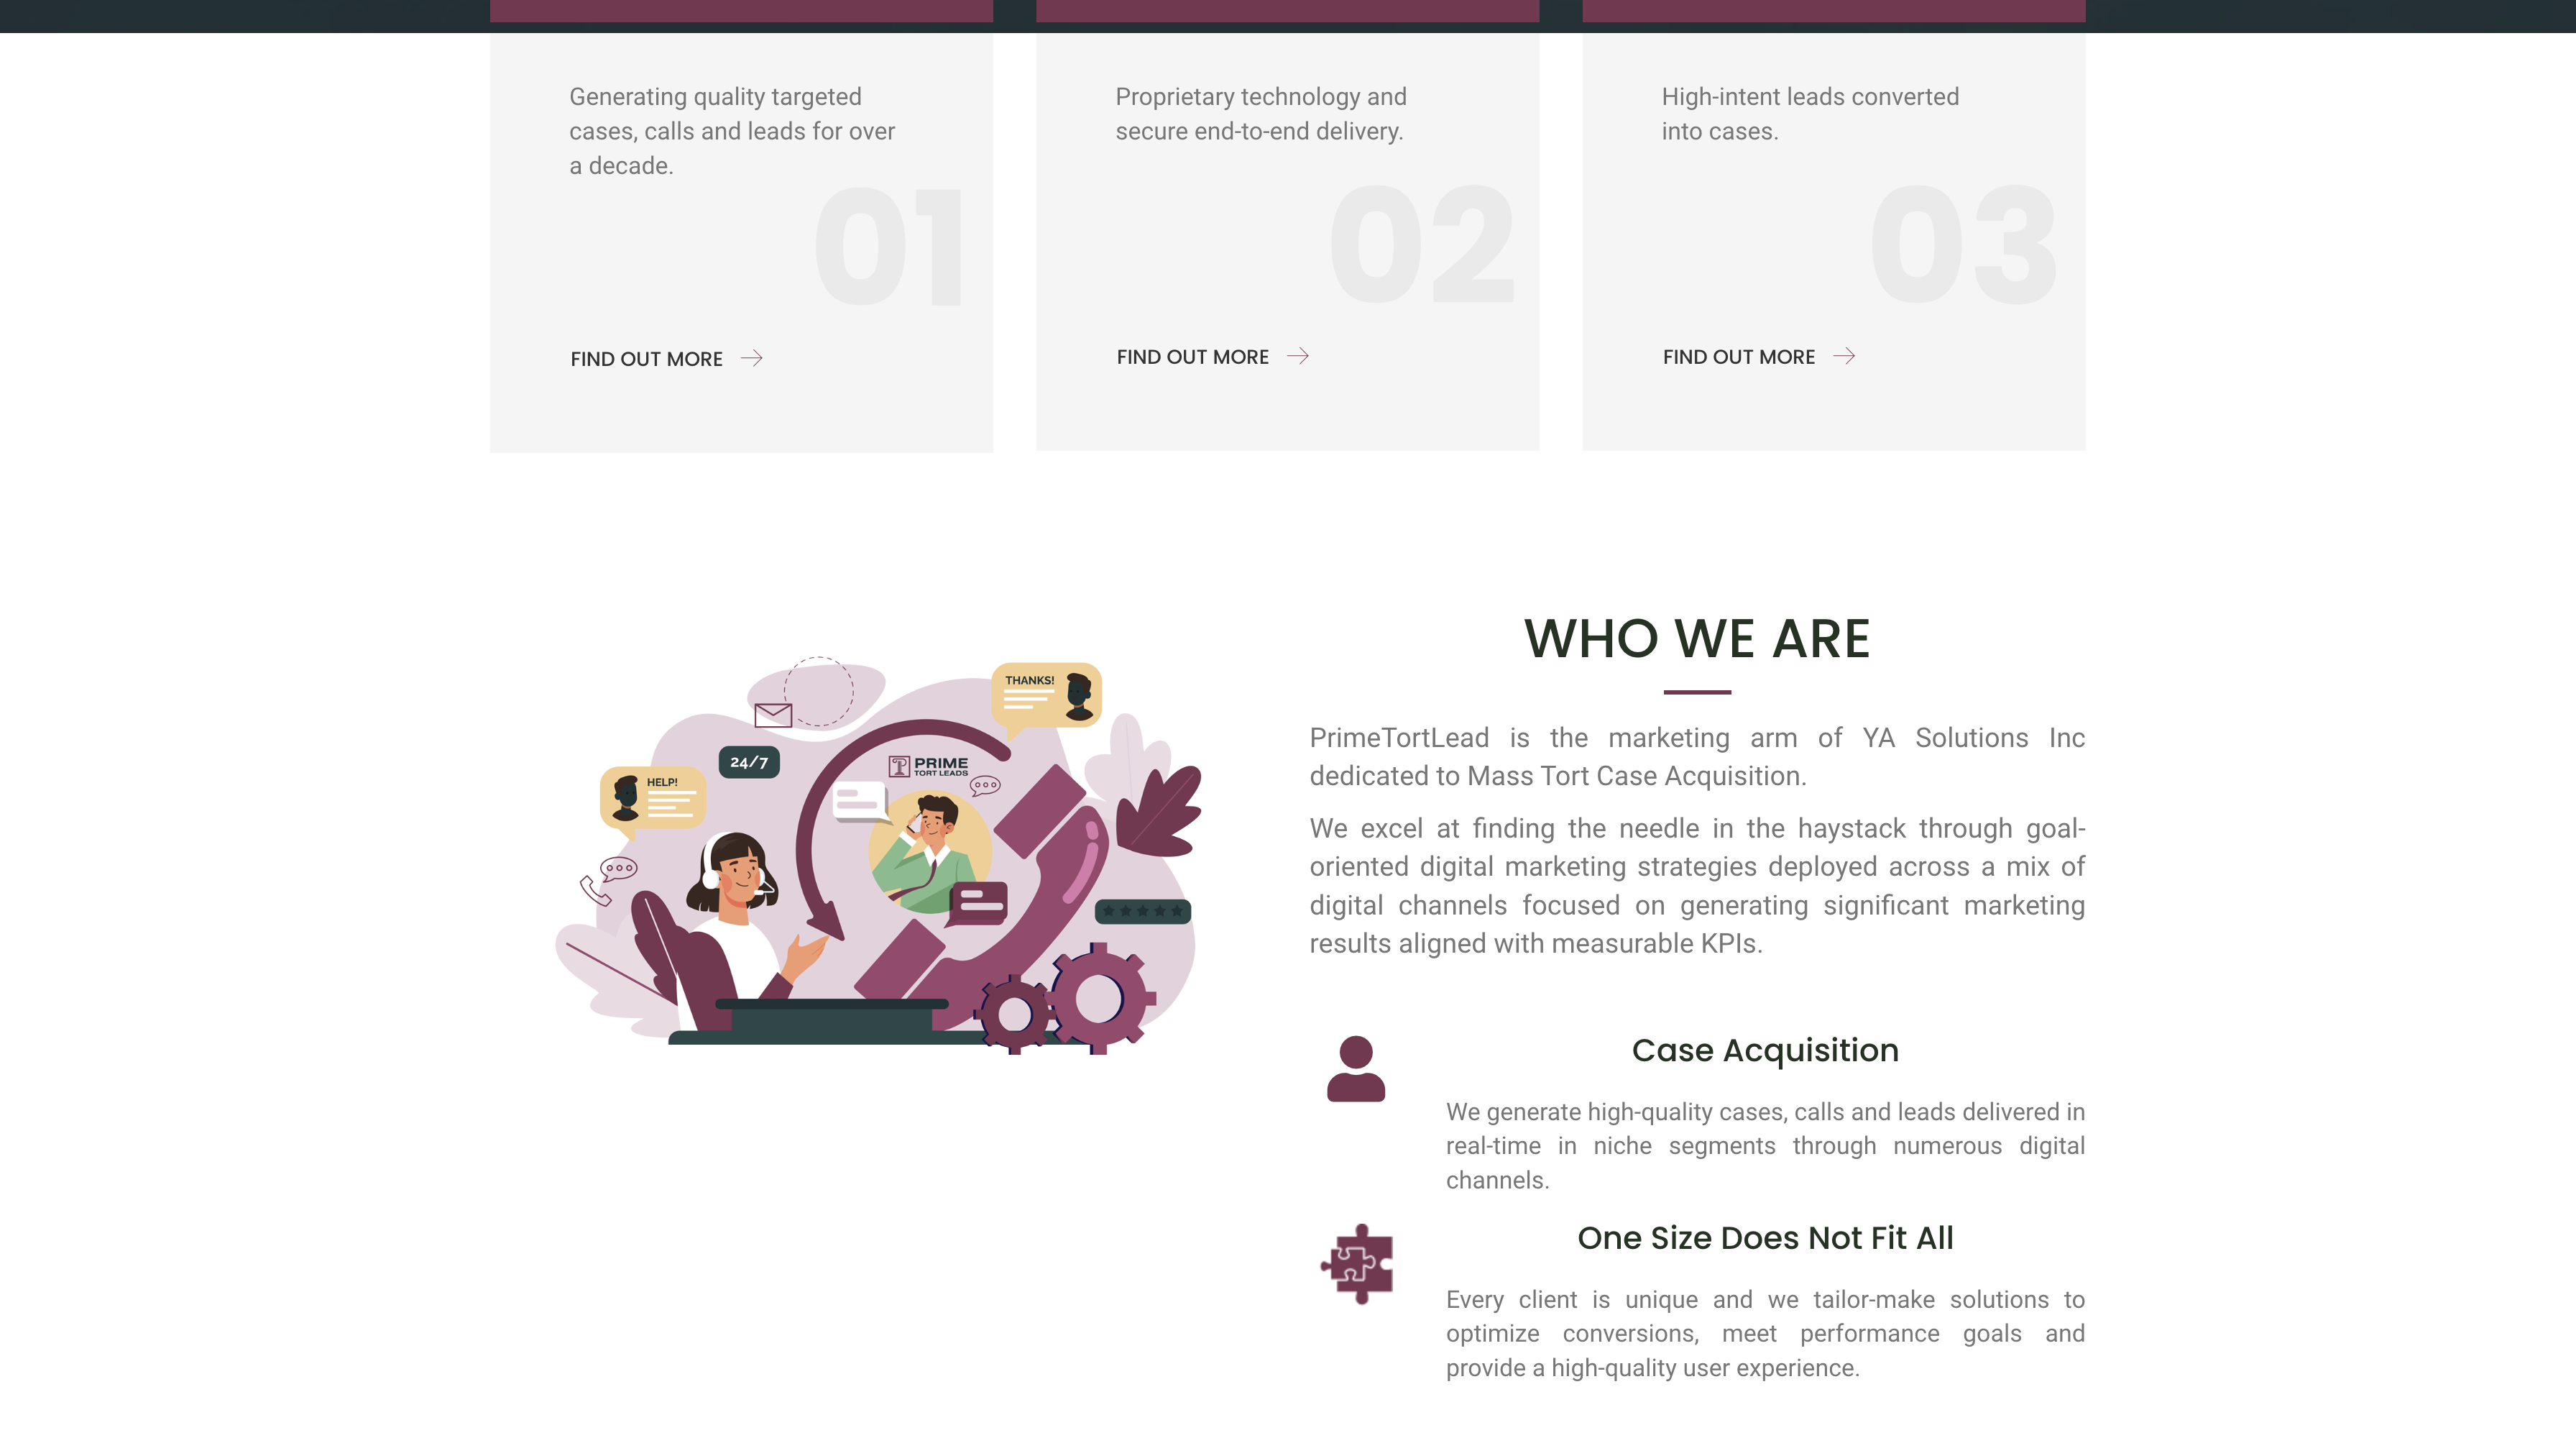 Generating quality targeted
cases, calls and leads for over
a decade.
01
FIND OUT MORE
Proprietary technology and
secure end-to-end delivery.
02
FIND OUT MORE
High-intent leads converted
into cases.
03
FIND OUT MORE
THANKS!
24/7
PRIME
TORT LEADS
HELP!
WHO WE ARE
PrimeTortLead is the marketing arm of YA Solutions Inc
dedicated to Mass Tort Case Acquisition.
We excel at finding the needle in the haystack through goal-
oriented digital marketing strategies deployed across a mix of
digital channels focused on generating significant marketing
results aligned with measurable KPIs.
Case Acquisition
We generate high-quality cases, calls and leads delivered in
real-time in niche segments through numerous digital
channels.
One Size Does Not Fit All
Every client is unique and we tailor-make solutions to
optimize conversions, meet performance goals and
provide a high-quality user experience.